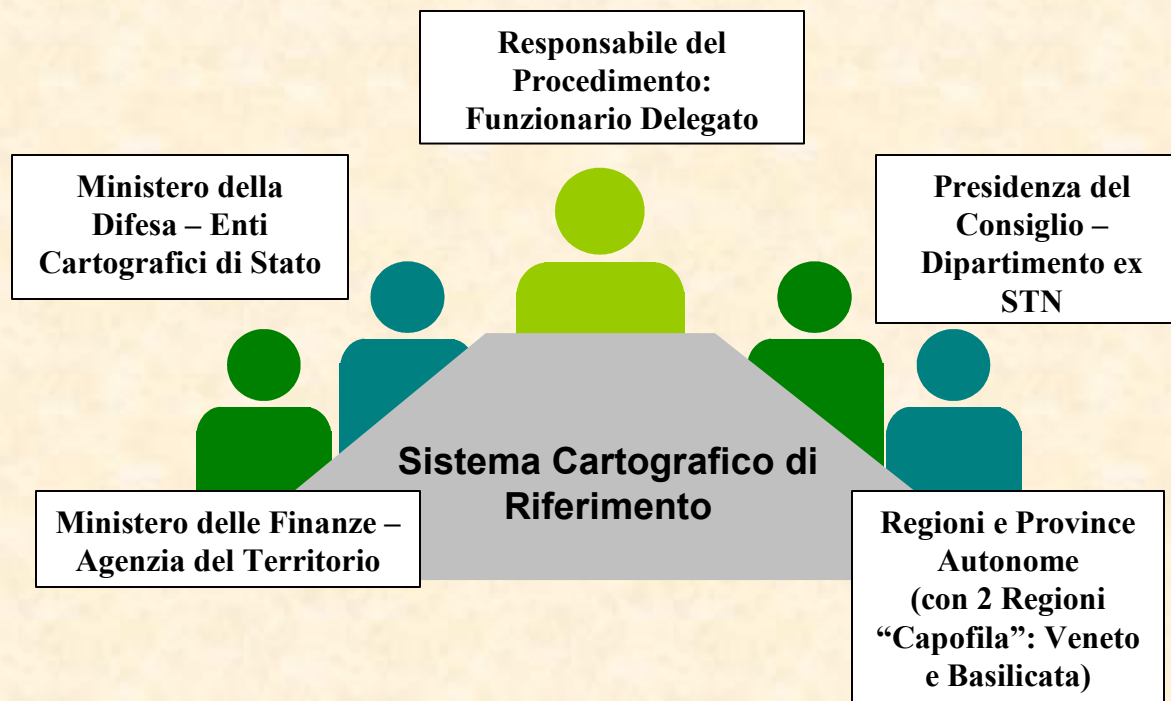 Responsabile del
Procedimento:
Funzionario Delegato
Ministero della
Difesa – Enti
Cartografici di Stato
Presidenza del
Consiglio –
Dipartimento ex
STN
Sistema Cartografico di
Riferimento
Ministero delle Finanze –
Agenzia del Territorio
Regioni e Province
Autonome
(con 2 Regioni
“Capofila”: Veneto
e Basilicata)